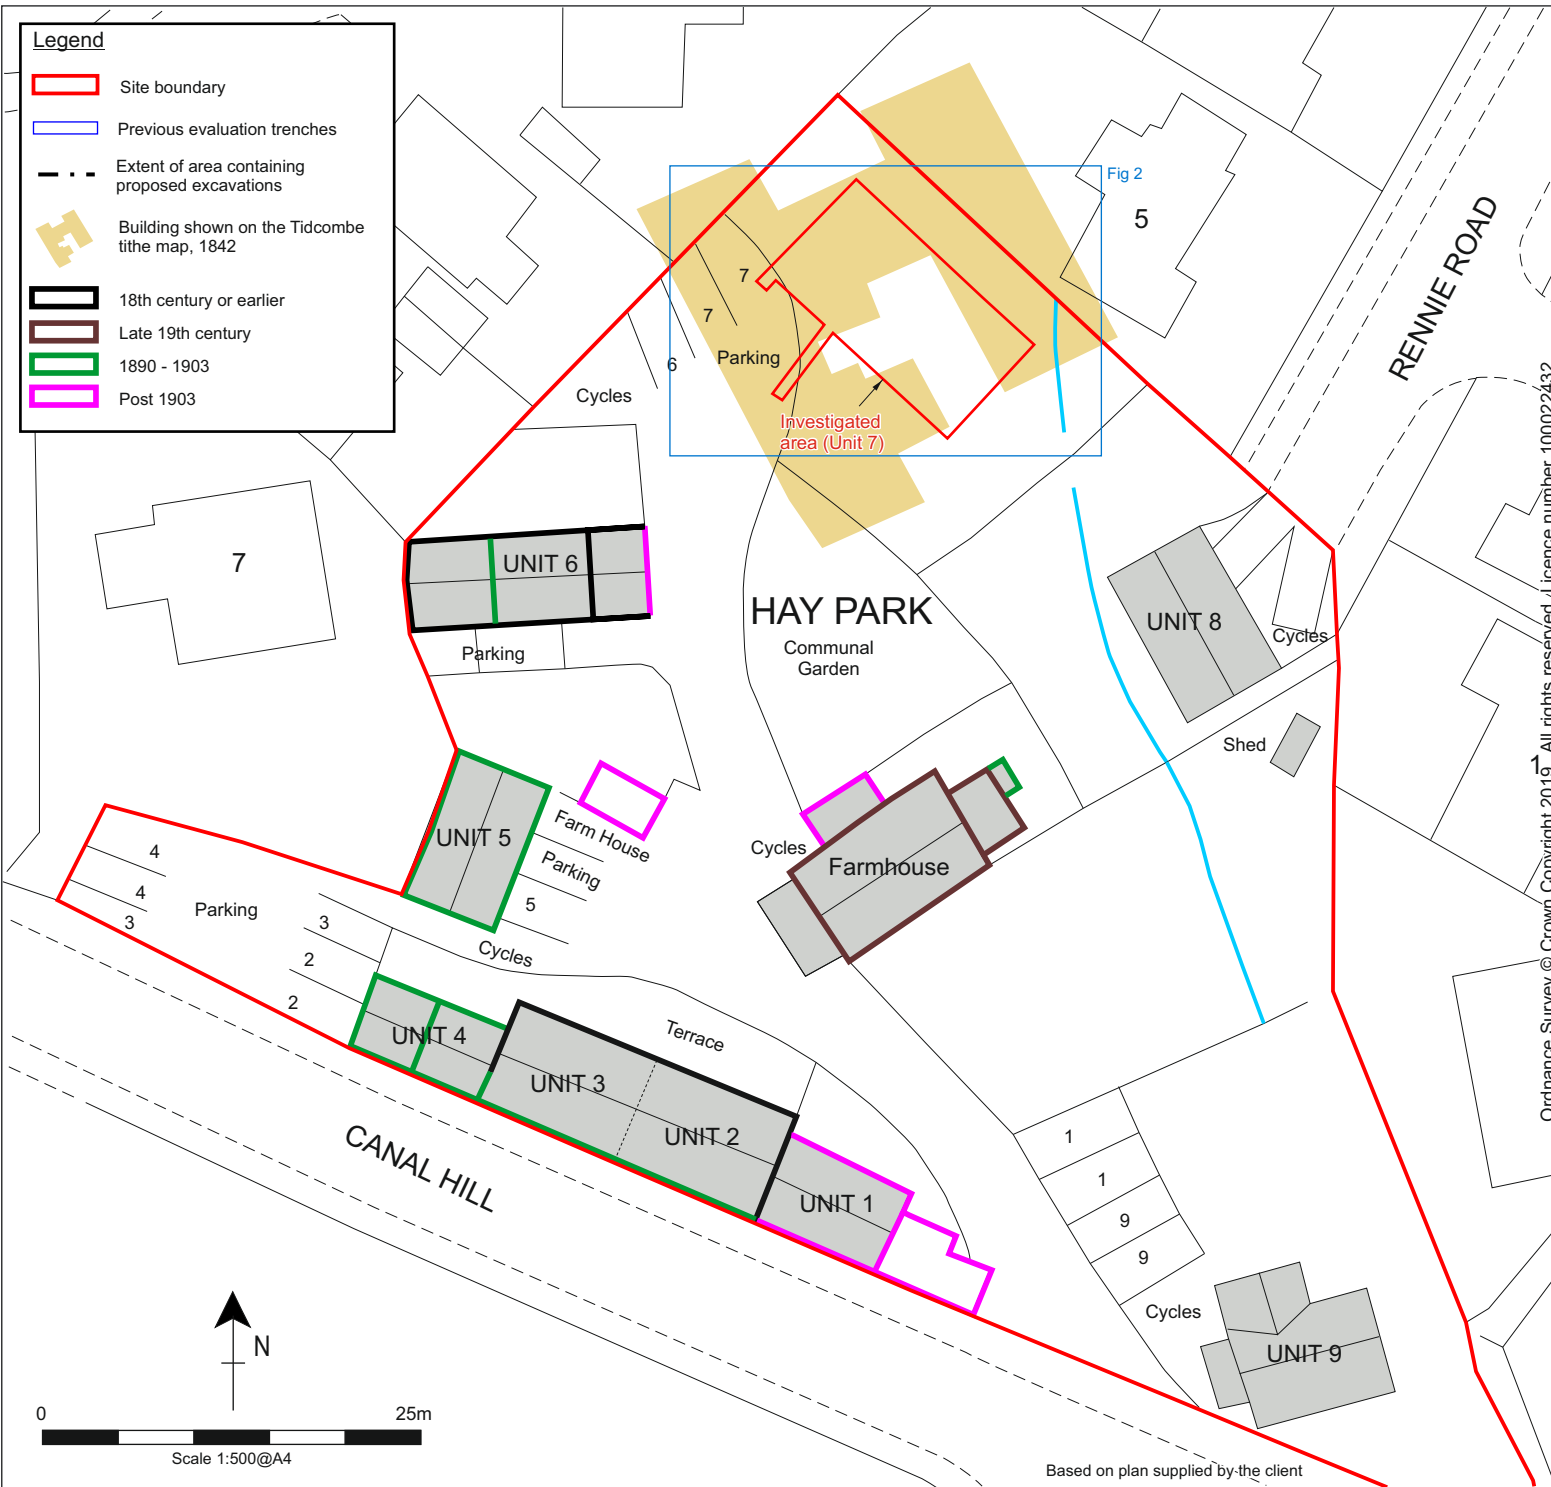 Legend
Site boundary
Previous evaluation trenches
Extent of area containing
proposed excavations
Building shown on the Tidcombe
tithe map, 1842
18th century or earlier
Late 19th century
1890 - 1903
Post 1903
Fig 2
5
RENNIE ROAD
7
7
6
Parking
Cycles
Investigated
area (Unit 7)
7
UNIT 6
Parking
HAY PARK
Communal
Garden
UNIT 8
Cycles
Shed
1
UNIT 5
Farm House
Parking
5
Cycles
Cycles
Farmhouse
4
4
3
Parking
3
2
2
UNIT 4
UNIT 3
UNIT 2
UNIT 1
Terrace
CANAL HILL
1
1
9
9
Cycles
UNIT 9
N
0
25m
Scale 1:500@A4
Based on plan supplied by the client
Ordnance Survey © Crown Copyright 2019. All rights reserved. Licence number 100022432